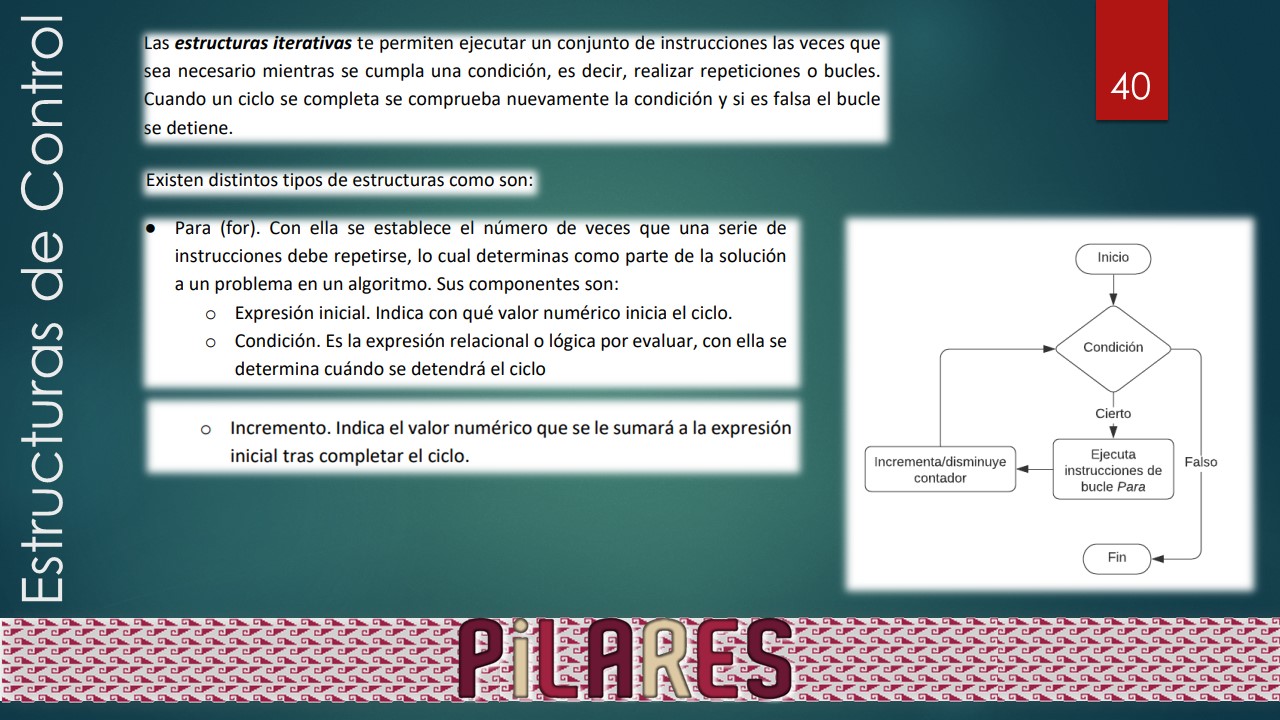 Estructuras de Control
Las estructuras iterativas te permiten ejecutar un conjunto de instrucciones las veces que
sea necesario mientras se cumpla una condición, es decir, realizar repeticiones o bucles.
Cuando un ciclo se completa se comprueba nuevamente la condición y si es falsa el bucle
se detiene.
40
Existen distintos tipos de estructuras como son:
● Para (for). Con ella se establece el número de veces que una serie de
instrucciones debe repetirse, lo cual determinas como parte de la solución
a un problema en un algoritmo. Sus componentes son:
○ Expresión inicial. Indica con qué valor numérico inicia el ciclo.
○ Condición. Es la expresión relacional o lógica por evaluar, con ella se
determina cuándo se detendrá el ciclo
○ Incremento. Indica el valor numérico que se le sumará a la expresión
inicial tras completar el ciclo.
Inicio
Condición
Cierto
Ejecuta
instrucciones de
bucle Para
Incrementa/disminuye
contador
Falso
Fin
PiLARES